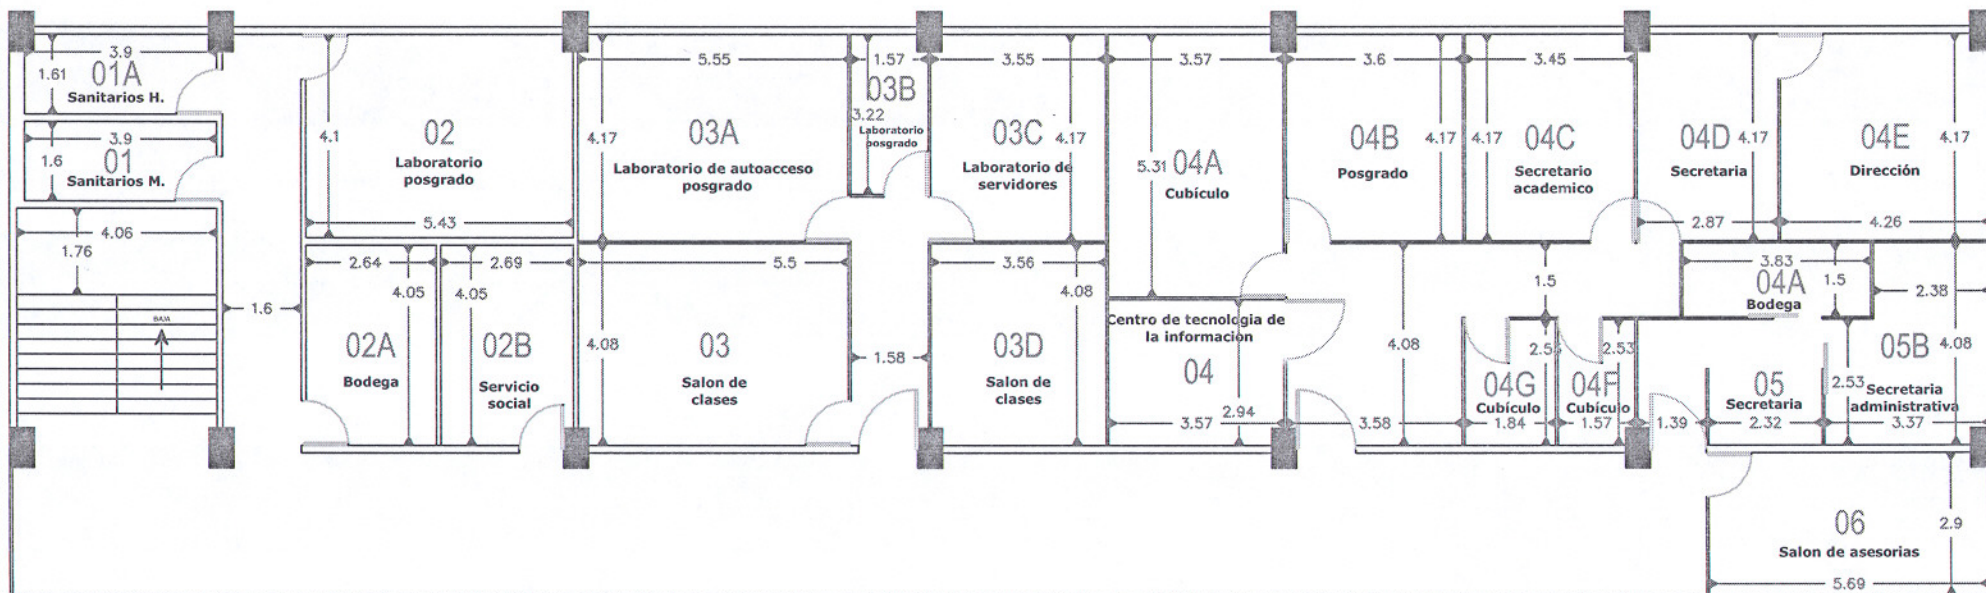 3.9
1.61
01A
Sanitarios H.
3.9
1.6
01
Sanitarios M.
4.06
1.76
BAJA
1.6
4.1
02
Laboratorio
posgrado
5.43
2.64
4.05
02A
Bodega
2.69
4.05
02B
Servicio
social
5.55
4.17
03A
Laboratorio de autoacceso
posgrado
5.5
4.08
03
Salon de
clases
1.57
03B
3.22
Laboratorio
posgrado
1.58
3.55
03C
4.17
Laboratorio de
servidores
3.56
4.08
03D
Salon de
clases
3.57
5.31
04A
Cubículo
Centro de tecnologia de
la información
04
2.94
3.57
3.6
04B
4.17
Posgrado
4.08
3.58
3.45
4.17
04C
Secretario
academico
1.5
04G
Cubículo
1.84
2.53
04F
Cubículo
1.57
1.39
04D
4.17
Secretaria
2.87
04E
4.17
Dirección
4.26
3.83
04A
1.5
Bodega
2.38
05
Secretaria
2.32
05B
4.08
2.53
Secretaria
administrativa
3.37
06
2.9
Salon de asesorias
5.69